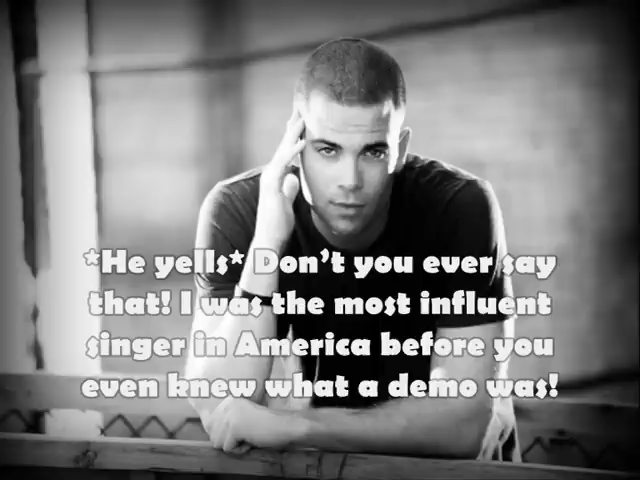 *He yells* Don't you ever say
that! I was the most influent
singer in America before you
even knew what a demo was!